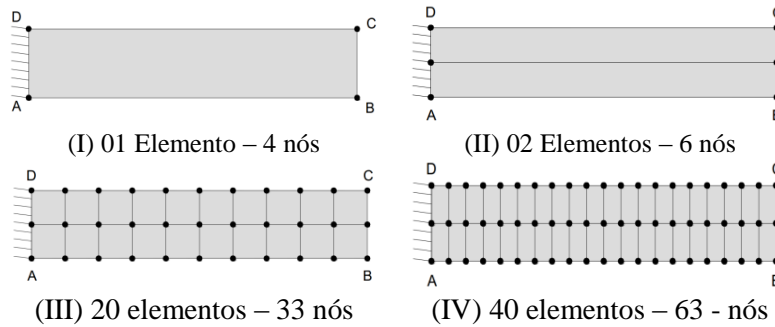 D
C
A
B
(I) 01 Elemento – 4 nós
D
C
A
B
(II) 02 Elementos – 6 nós
D
C
A
B
(III) 20 elementos – 33 nós
D
C
A
B
(IV) 40 elementos – 63 - nós